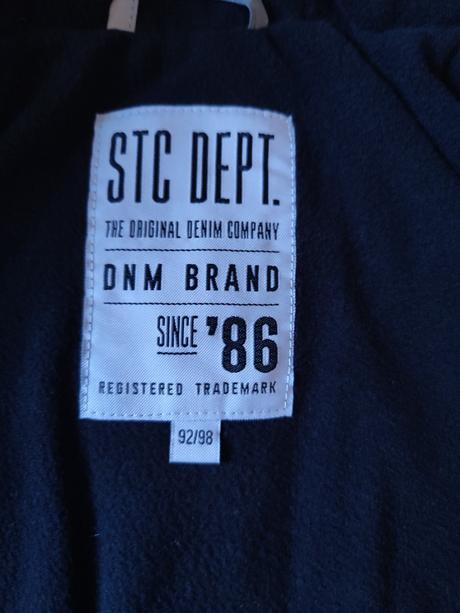 STC DEPT.
THE ORIGINAL DENIM COMPANY
DNM BRAND
SINCE '86
REGISTERED TRADEMARK
92/98